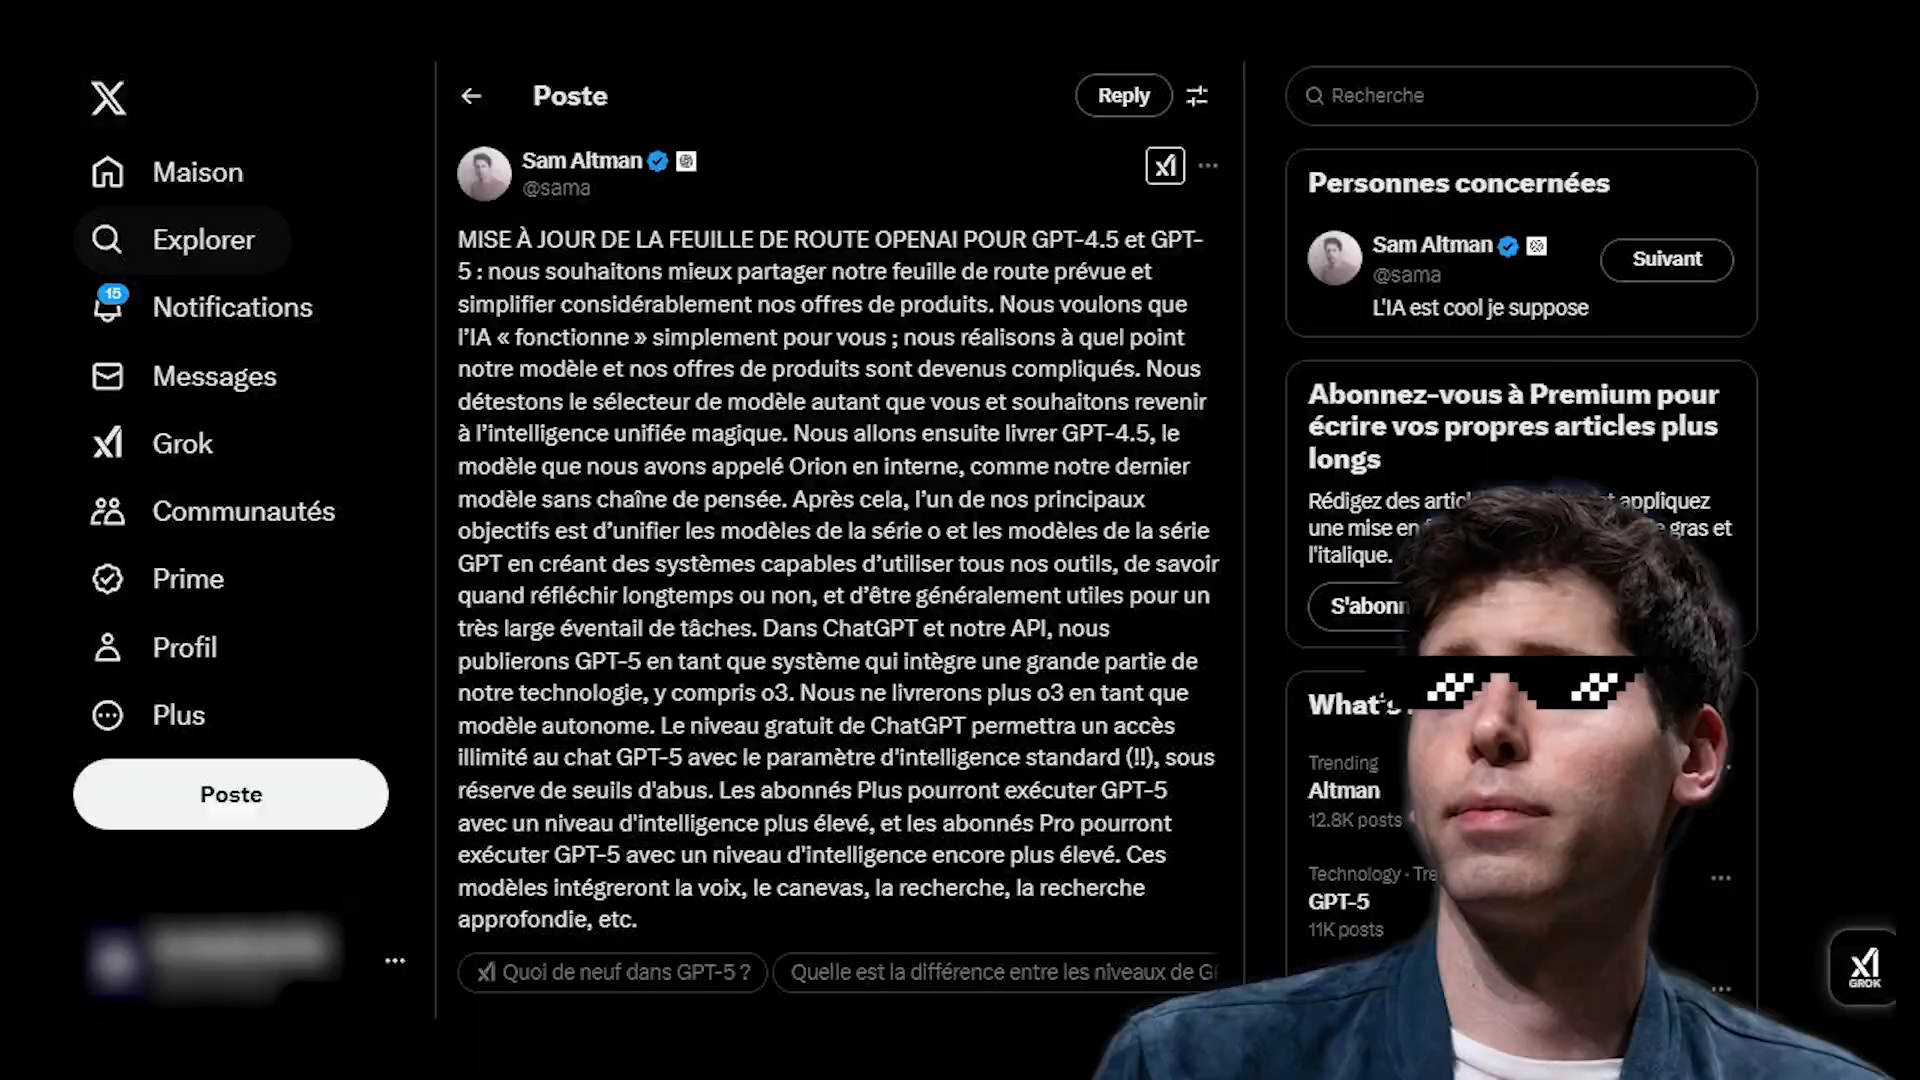 Maison
Explorer
15
Notifications
Messages
Grok
Communautés
Prime
Profil
Plus
Poste
Poste
Reply
Sam Altman
@sama
MISE À JOUR DE LA FEUILLE DE ROUTE OPENAI POUR GPT-4.5 et GPT-
5 : nous souhaitons mieux partager notre feuille de route prévue et
simplifier considérablement nos offres de produits. Nous voulons que
l’IA « fonctionne » simplement pour vous ; nous réalisons à quel point
notre modèle et nos offres de produits sont devenus compliqués. Nous
détestons le sélecteur de modèle autant que vous et souhaitons revenir
à l’intelligence unifiée magique. Nous allons ensuite livrer GPT-4.5, le
modèle que nous avons appelé Orion en interne, comme notre dernier
modèle sans chaîne de pensée. Après cela, l’un de nos principaux
objectifs est d’unifier les modèles de la série o et les modèles de la série
GPT en créant des systèmes capables d’utiliser tous nos outils, de savoir
quand réfléchir longtemps ou non, et d’être généralement utiles pour un
très large éventail de tâches. Dans ChatGPT et notre API, nous
publierons GPT-5 en tant que système qui intègre une grande partie de
notre technologie, y compris o3. Nous ne livrerons plus o3 en tant que
modèle autonome. Le niveau gratuit de ChatGPT permettra un accès
illimité au chat GPT-5 avec le paramètre d'intelligence standard (!!), sous
réserve de seuils d'abus. Les abonnés Plus pourront exécuter GPT-5
avec un niveau d'intelligence plus élevé, et les abonnés Pro pourront
exécuter GPT-5 avec un niveau d'intelligence encore plus élevé. Ces
modèles intégreront la voix, le canevas, la recherche, la recherche
approfondie, etc.
Quoi de neuf dans GPT-5 ?
Quelle est la différence entre les niveaux de
Recherche
Personnes concernées
Sam Altman
@sama
Suivant
L'IA est cool je suppose
Abonnez-vous à Premium pour
écrire vos propres articles plus
longs
Rédigez des appliquez
une mise en gras et
l'italique.
What's
Trending
Altman
12.8K posts
Technology ·
GPT-5
11K posts
GROK